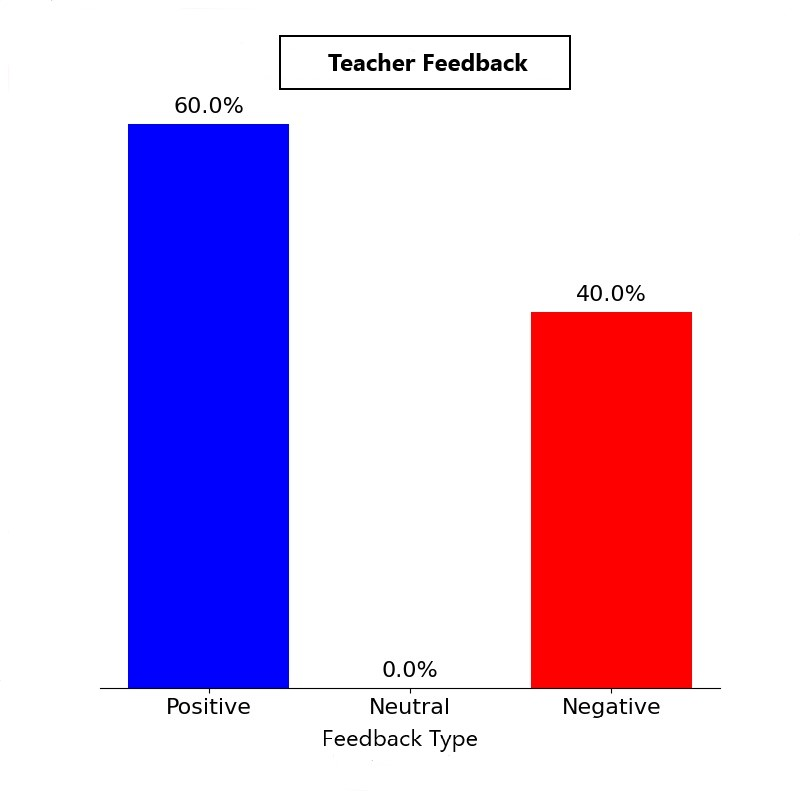 Teacher Feedback
60.0%
40.0%
0.0%
Positive Neutral Negative
Feedback Type